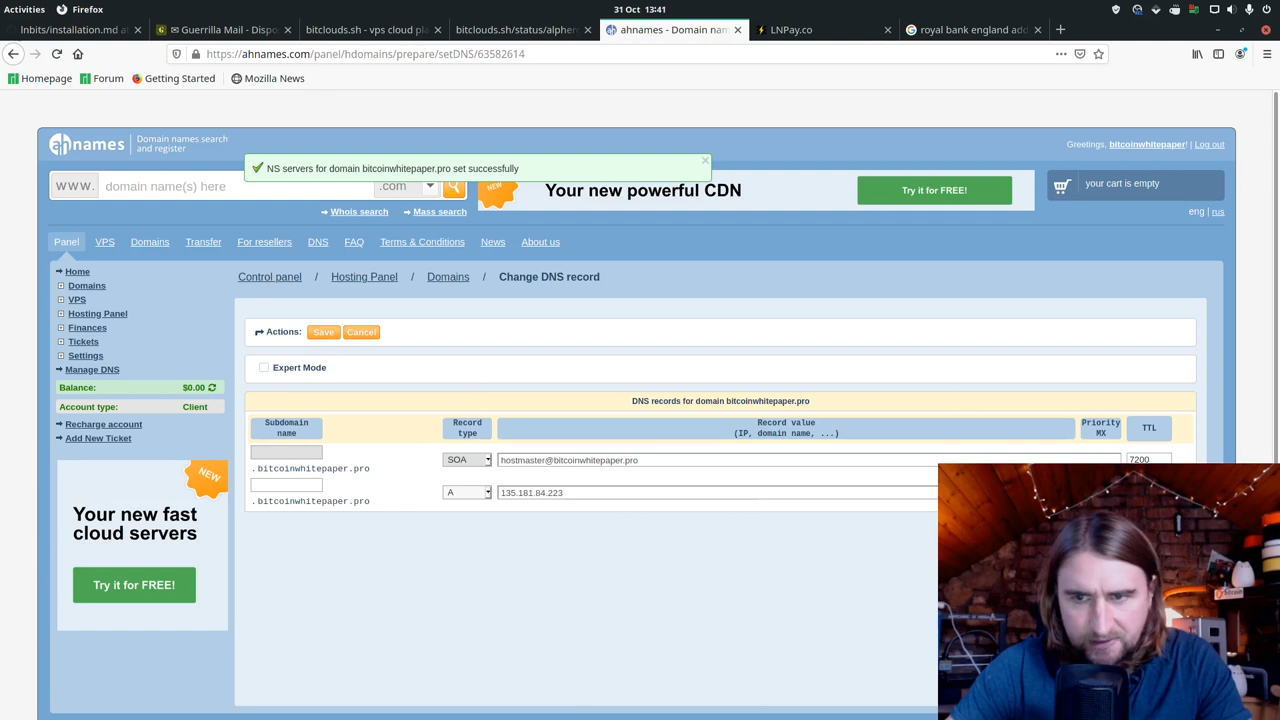 Activities
Firefox
31 Oct 13:41
lnbits/installation.md at
Guerrilla Mail - Dispo
bitclouds.sh - vps cloud pl
bitclouds.sh/status/alphem
ahnames - Domain nam
LNPay.co
royal bank england add
https://ahnames.com/panel/hdomains/prepare/setDNS/63582614
Homepage
Forum
Getting Started
Mozilla News
ahnames
Domain names search
and register
Greetings, bitcoinwhitepaper! | Log out
NS servers for domain bitcoinwhitepaper.pro set successfully
www.
domain name(s) here
.com
NEW
Your new powerful CDN
Try it for FREE!
your cart is empty
Whois search
Mass search
eng | rus
Panel
VPS
Domains
Transfer
For resellers
DNS
FAQ
Terms & Conditions
News
About us
Home
Domains
VPS
Hosting Panel
Finances
Tickets
Settings
Manage DNS
Balance: $0.00
Account type: Client
Recharge account
Add New Ticket
NEW
Your new fast
cloud servers
Try it for FREE!
Control panel / Hosting Panel / Domains / Change DNS record
Actions: Save Cancel
Expert Mode
DNS records for domain bitcoinwhitepaper.pro
Subdomain
name
Record
type
Record value
(IP, domain name, ...)
Priority
MX
TTL
SOA
hostmaster@bitcoinwhitepaper.pro
7200
.bitcoinwhitepaper.pro
A
135.181.84.223
.bitcoinwhitepaper.pro